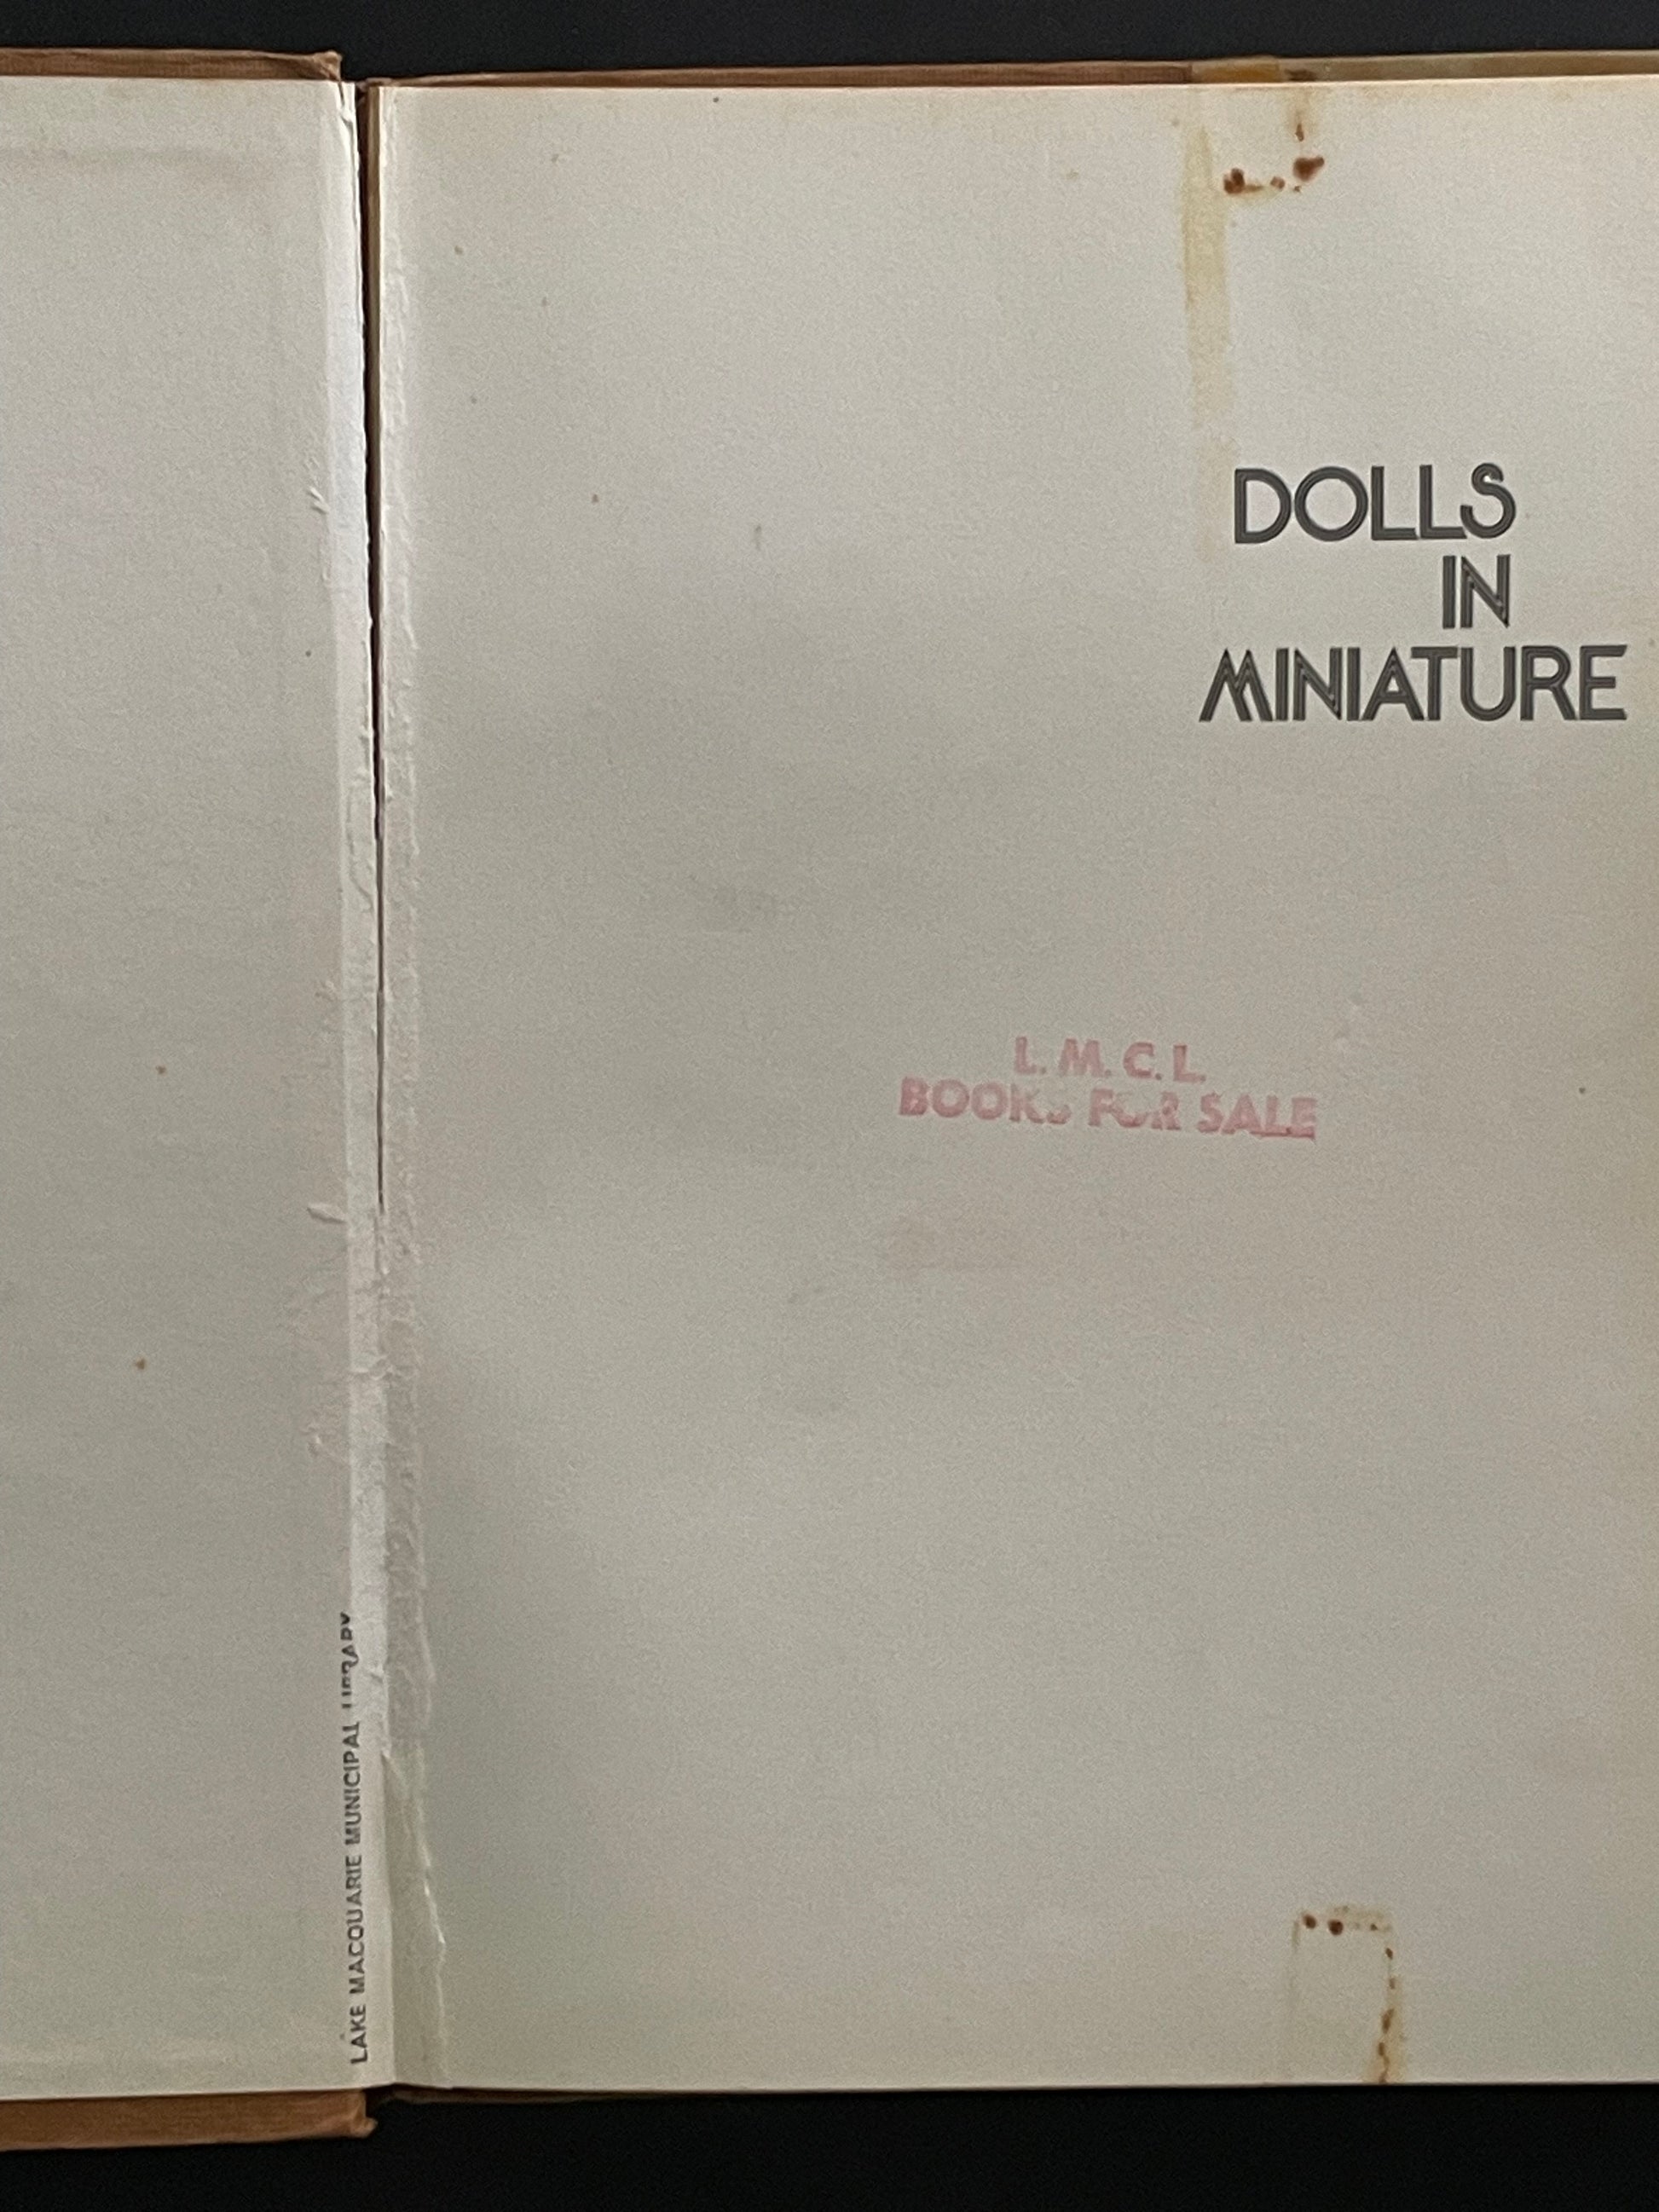 LAKE MACQUARIE MUNICIPAL LIBRARY
DOLLS
IN
MINIATURE
L. M. C. L.
BOOKS FOR SALE